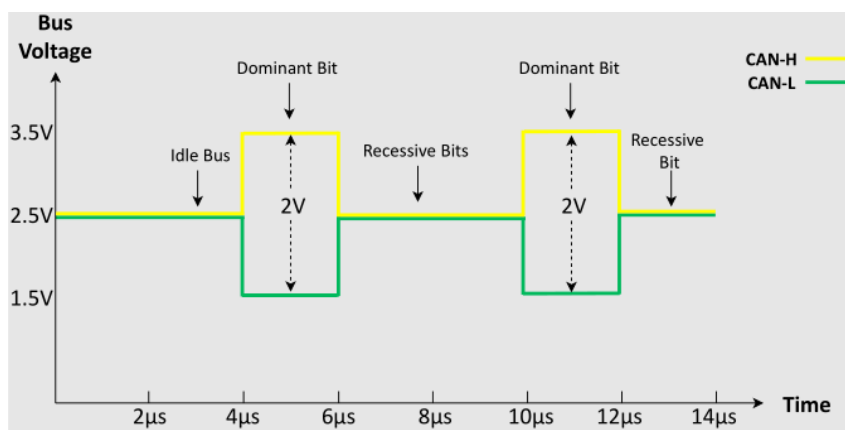 Bus
Voltage
CAN-H
CAN-L
Dominant Bit
Dominant Bit
3.5V
Idle Bus
Recessive Bits
Recessive
Bit
2.5V
2V
2V
1.5V
2μs
4μs
6μs
8μs
10μs
12μs
14μs
Time